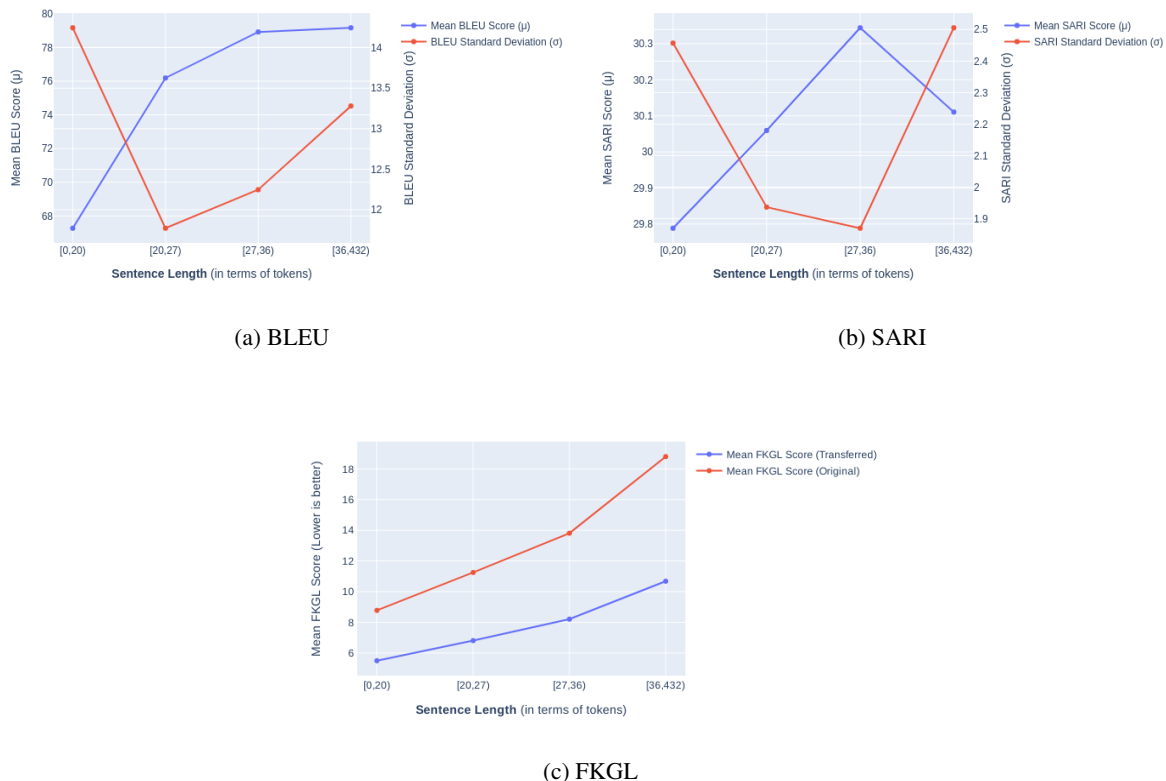 Mean BLEU Score (μ)
80
78
76
74
72
70
68
[0,20)
[20,27)
[27,36)
[36,432)
Sentence Length (in terms of tokens)
14
13
12.5
12
BLEU Standard Deviation (σ)
Mean BLEU Score (μ)
BLEU Standard Deviation (σ)
(a) BLEU
Mean SARI Score (μ)
30.3
30.2
30.1
30
29.9
29.8
[0,20)
[20,27)
[27,36)
[36,432)
Sentence Length (in terms of tokens)
2.5
2.4
2.3
2.2
2.1
2
1.9
SARI Standard Deviation (σ)
Mean SARI Score (μ)
SARI Standard Deviation (σ)
(b) SARI
Mean FKGL Score (Lower is better)
18
16
14
12
10
8
6
[0,20)
[20,27)
[27,36)
[36,432)
Sentence Length (in terms of tokens)
Mean FKGL Score (Transferred)
Mean FKGL Score (Original)
(c) FKGL